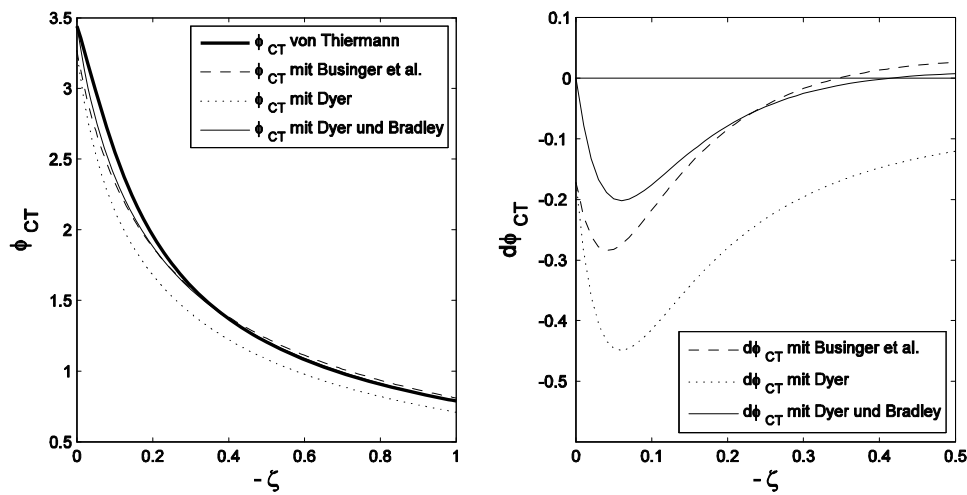 3.5
3
2.5
2
1.5
1
0.5
0 0.2 0.4 0.6 0.8 1
ϕ CT
- ζ
ϕ CT von Thiermann
ϕ CT mit Businger et al.
ϕ CT mit Dyer
ϕ CT mit Dyer und Bradley
0.1
0
-0.1
-0.2
-0.3
-0.4
-0.5
0 0.1 0.2 0.3 0.4 0.5
dϕ CT
- ζ
dϕ CT mit Businger et al.
dϕ CT mit Dyer
dϕ CT mit Dyer und Bradley